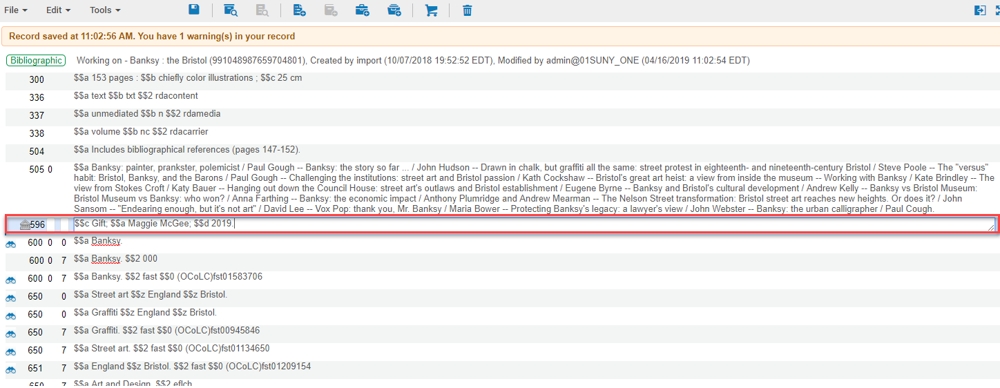 File Edit Tools
Record saved at 11:02:56 AM. You have 1 warning(s) in your record
Bibliographic Working on - Banksy : the Bristol (991048987659704801), Created by import (10/07/2018 19:52:52 EDT), Modified by admin@01SUNY_ONE (04/16/2019 11:02:54 EDT)
300 $$a 153 pages : $$b chiefly color illustrations ; $$c 25 cm
336 $$a text $$b txt $$2 rdacontent
337 $$a unmediated $$b n $$2 rdamedia
338 $$a volume $$b nc $$2 rdacarrier
504 $$a Includes bibliographical references (pages 147-152).
505 0 $$a Banksy: painter, prankster, polemicist / Paul Gough -- Banksy: the story so far ... / John Hudson -- Drawn in chalk, but graffiti all the same: street protest in eighteenth- and nineteenth-century Bristol / Steve Poole -- The "versus"
habit: Bristol, Banksy, and the Barons / Paul Gough -- Challenging the institutions: street art and Bristol passion / Kath Cockshaw -- Bristol's great art heist: a view from inside the museum -- Working with Banksy / Kate Brindley -- The
view from Stokes Croft / Katy Bauer -- Hanging out down the Council House: street art's outlaws and Bristol establishment / Eugene Byrne -- Banksy and Bristol's cultural development / Andrew Kelly -- Banksy vs Bristol Museum:
Bristol Museum vs Banksy: who won? / Anna Farthing -- Banksy: the economic impact / Anthony Plumridge and Andrew Mearman -- The Nelson Street transformation: Bristol street art reaches new heights. Or does it? / John
Sansom -- "Endearing enough, but it's not art" / David Lee -- Vox Pop: thank you, Mr. Banksy / Maria Bower -- Protecting Banksy's legacy: a lawyer's view / John Webster -- Banksy: the urban calligrapher / Paul Cough.
596 $$c Gift; $$a Maggie McGee; $$d 2019.
600 0 0 $$a Banksy.
600 0 7 $$a Banksy. $$2 000
600 0 7 $$a Banksy. $$2 fast $$0 (OCoLC)fst01583706
650 0 $$a Street art $$z England $$z Bristol.
650 0 $$a Graffiti $$z England $$z Bristol.
650 7 $$a Graffiti. $$2 fast $$0 (OCoLC)fst00945846
650 7 $$a Street art. $$2 fast $$0 (OCoLC)fst01134650
651 7 $$a England $$z Bristol. $$2 fast $$0 (OCoLC)fst01209154
650 7 $$a Art and Design. $$2 eflch